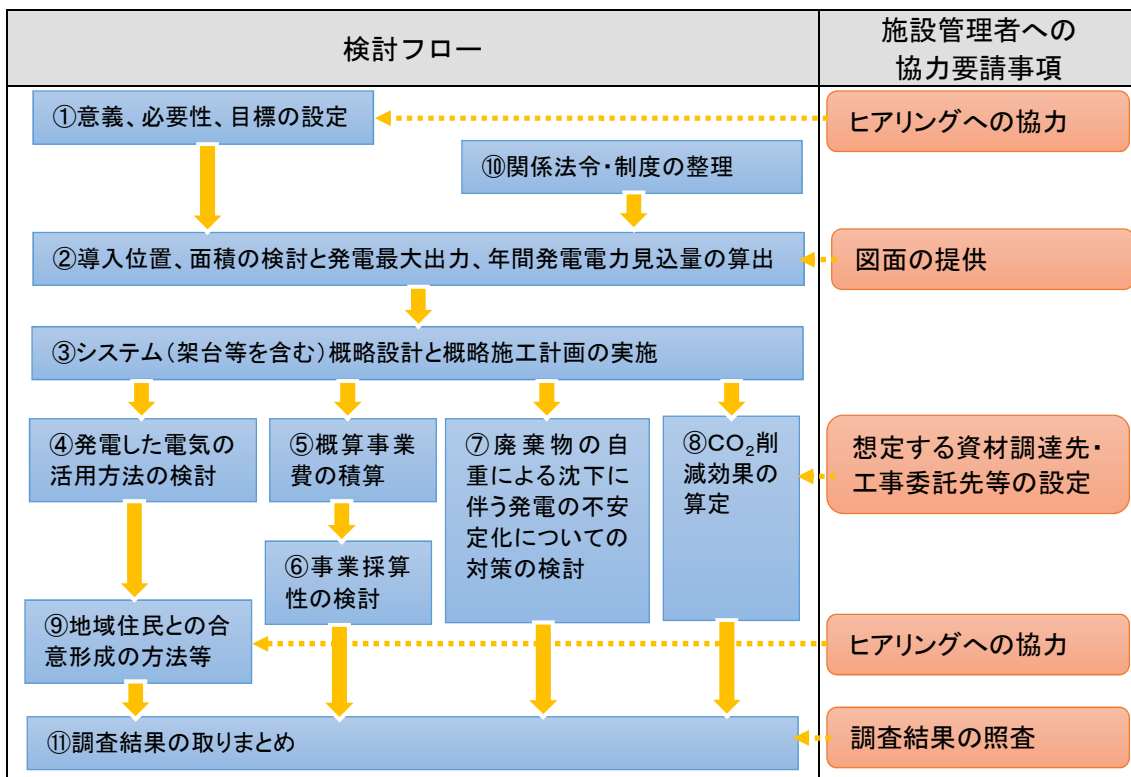 検討フロー
施設管理者への
協力要請事項
①意義、必要性、目標の設定
ヒアリングへの協力
⑩関係法令・制度の整理
②導入位置、面積の検討と発電最大出力、年間発電電力見込量の算出
図面の提供
③システム(架台等を含む)概略設計と概略施工計画の実施
④発電した電気の
活用方法の検討
⑤概算事業
費の積算
⑥事業採算
性の検討
⑦廃棄物の自
重による沈下に
伴う発電の不安
定化についての
対策の検討
⑧CO₂削
減効果の
算定
想定する資材調達先・
工事委託先等の設定
⑨地域住民との合
意形成の方法等
ヒアリングへの協力
⑪調査結果の取りまとめ
調査結果の照査